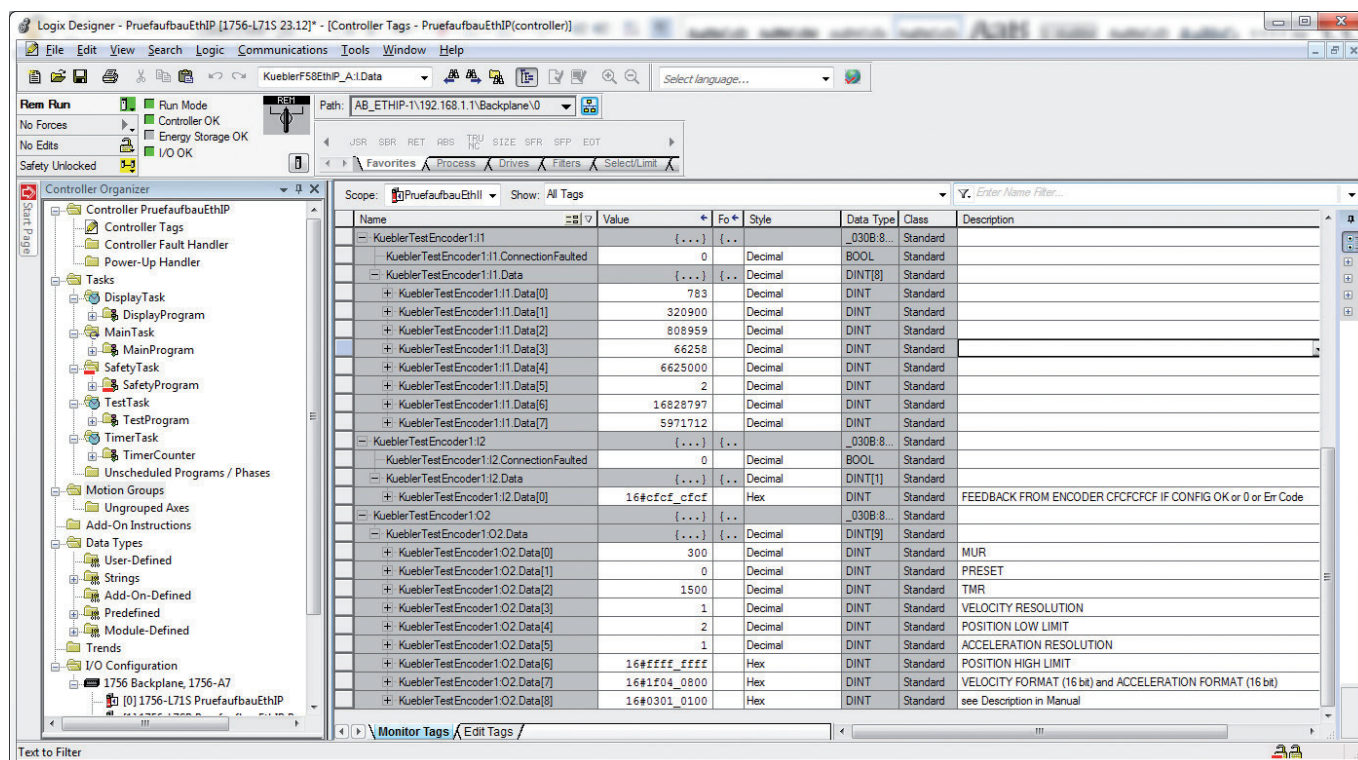 Logix Designer - PruefaufbauEthIP [1756-L71S 23.12]* - [Controller Tags - PruefaufbauEthIP(controller)]
File Edit View Search Logic Communications Tools Window Help
KueblerF58EthIP_A:I.Data Select language...
Rem Run Run Mode REM Path: AB_ETHIP-1\192.168.1.1\Backplane\0
No Forces Controller OK
No Edits Energy Storage OK JSR SBR RET ABS TRUNC SIZE SFR SFP EOT
Safety Unlocked I/O OK Favorites Process Drives Filters Select/Limit
Start Page
Controller Organizer
Controller PruefaufbauEthIP
Controller Tags
Controller Fault Handler
Power-Up Handler
Tasks
DisplayTask
DisplayProgram
MainTask
MainProgram
SafetyTask
SafetyProgram
TestTask
TestProgram
TimerTask
TimerCounter
Unscheduled Programs / Phases
Motion Groups
Ungrouped Axes
Add-On Instructions
Data Types
User-Defined
Strings
Add-On-Defined
Predefined
Module-Defined
Trends
I/O Configuration
1756 Backplane, 1756-A7
[0] 1756-L71S PruefaufbauEthIP
Scope: PruefaufbauEthII Show: All Tags Enter Name Filter...
Name Value Fo Style Data Type Class Description
KueblerTestEncoder1:I1 {...} {.. _030B:8... Standard
KueblerTestEncoder1:I1.ConnectionFaulted 0 Decimal BOOL Standard
KueblerTestEncoder1:I1.Data {...} {.. Decimal DINT[8] Standard
KueblerTestEncoder1:I1.Data[0] 783 Decimal DINT Standard
KueblerTestEncoder1:I1.Data[1] 320900 Decimal DINT Standard
KueblerTestEncoder1:I1.Data[2] 808959 Decimal DINT Standard
KueblerTestEncoder1:I1.Data[3] 66258 Decimal DINT Standard
KueblerTestEncoder1:I1.Data[4] 6625000 Decimal DINT Standard
KueblerTestEncoder1:I1.Data[5] 2 Decimal DINT Standard
KueblerTestEncoder1:I1.Data[6] 16828797 Decimal DINT Standard
KueblerTestEncoder1:I1.Data[7] 5971712 Decimal DINT Standard
KueblerTestEncoder1:I2 {...} {.. _030B:8... Standard
KueblerTestEncoder1:I2.ConnectionFaulted 0 Decimal BOOL Standard
KueblerTestEncoder1:I2.Data {...} {.. Decimal DINT[1] Standard
KueblerTestEncoder1:I2.Data[0] 16#cfcf_cfcf Hex DINT Standard FEEDBACK FROM ENCODER CFCFCFCF IF CONFIG OK or 0 or Err Code
KueblerTestEncoder1:O2 {...} {.. _030B:8... Standard
KueblerTestEncoder1:O2.Data {...} {.. Decimal DINT[9] Standard
KueblerTestEncoder1:O2.Data[0] 300 Decimal DINT Standard MUR
KueblerTestEncoder1:O2.Data[1] 0 Decimal DINT Standard PRESET
KueblerTestEncoder1:O2.Data[2] 1500 Decimal DINT Standard TMR
KueblerTestEncoder1:O2.Data[3] 1 Decimal DINT Standard VELOCITY RESOLUTION
KueblerTestEncoder1:O2.Data[4] 2 Decimal DINT Standard POSITION LOW LIMIT
KueblerTestEncoder1:O2.Data[5] 1 Decimal DINT Standard ACCELERATION RESOLUTION
KueblerTestEncoder1:O2.Data[6] 16#ffff_ffff Hex DINT Standard POSITION HIGH LIMIT
KueblerTestEncoder1:O2.Data[7] 16#1f04_0800 Hex DINT Standard VELOCITY FORMAT (16 bit) and ACCELERATION FORMAT (16 bit)
KueblerTestEncoder1:O2.Data[8] 16#0301_0100 Hex DINT Standard see Description in Manual
Monitor Tags Edit Tags
Text to Filter